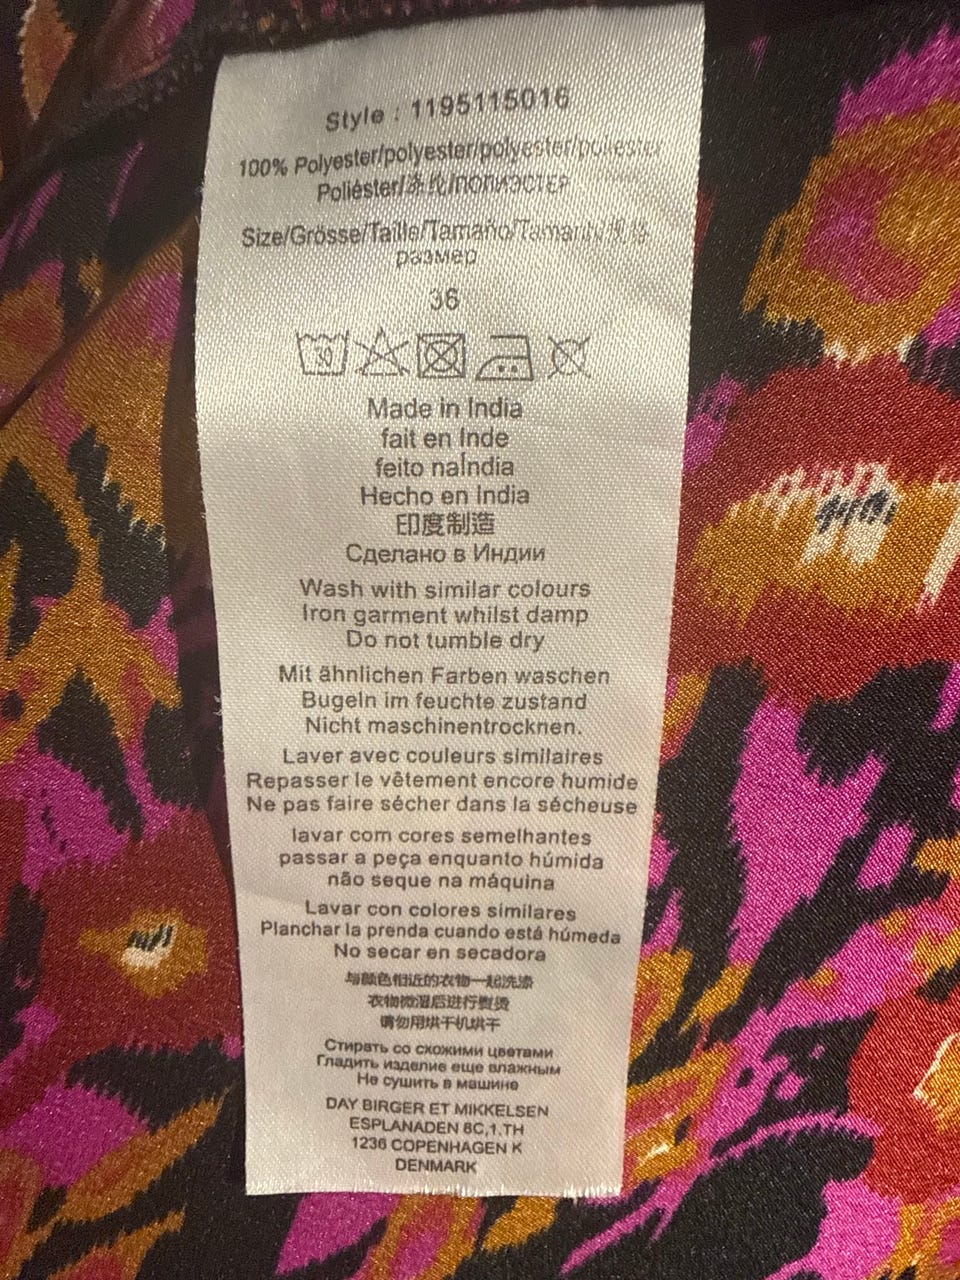 Style : 1195115016
100% Polyester/polyester/polyester/poliester
Poliéster/涤纶/ПОЛИЭСТЕР
Size/Grösse/Taille/Tamaño/Tamanho/规格
размер
36
30
Made in India
fait en Inde
feito naÍndia
Hecho en India
印度制造
Сделано в Индии
Wash with similar colours
Iron garment whilst damp
Do not tumble dry
Mit ähnlichen Farben waschen
Bugeln im feuchte zustand
Nicht maschinentrocknen.
Laver avec couleurs similaires
Repasser le vêtement encore humide
Ne pas faire sécher dans la sécheuse
lavar com cores semelhantes
passar a peça enquanto húmida
não seque na máquina
Lavar con colores similares
Planchar la prenda cuando está húmeda
No secar en secadora
与颜色相近的衣物一起洗涤
衣物微湿后进行熨烫
请勿用烘干机烘干
Стирать со схожими цветами
Гладить изделие еще влажным
Не сушить в машине
DAY BIRGER ET MIKKELSEN
ESPLANADEN 8C,1.TH
1236 COPENHAGEN K
DENMARK